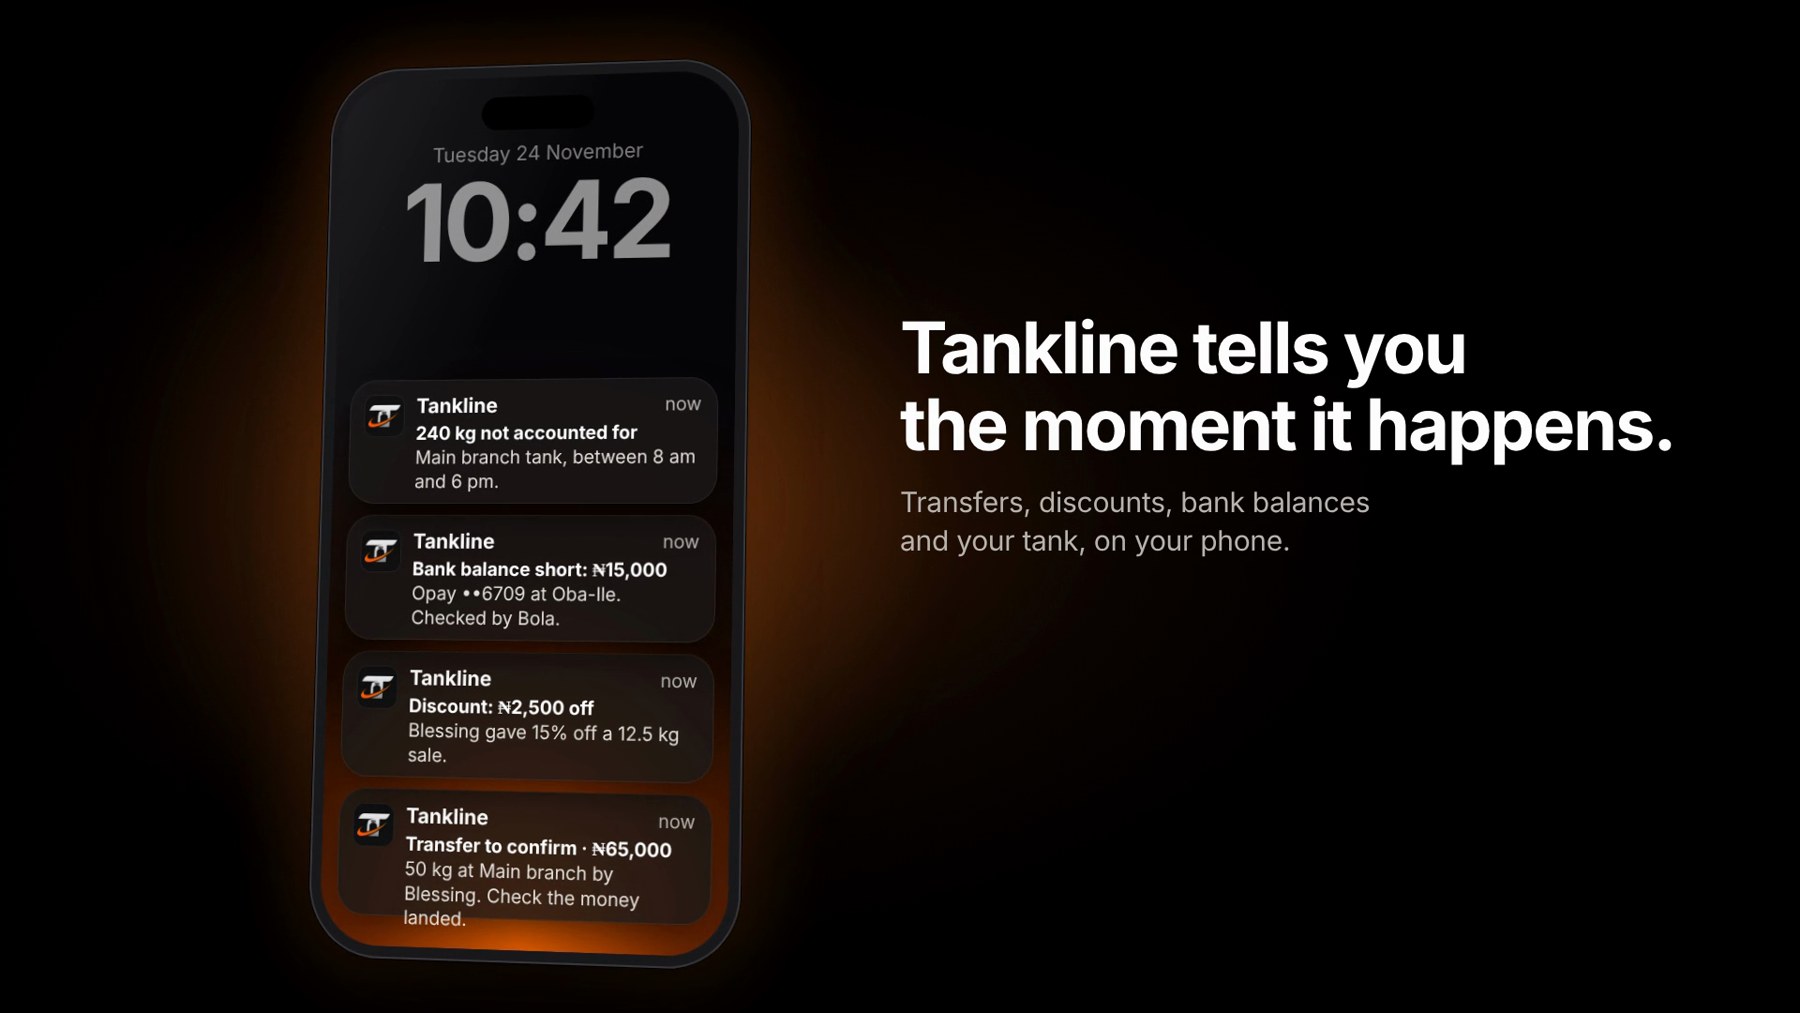 Tuesday 24 November
10:42
Tankline now
240 kg not accounted for
Main branch tank, between 8 am
and 6 pm.
Tankline now
Bank balance short: ₦15,000
Opay ••6709 at Oba-Ile.
Checked by Bola.
Tankline now
Discount: ₦2,500 off
Blessing gave 15% off a 12.5 kg
sale.
Tankline now
Transfer to confirm · ₦65,000
50 kg at Main branch by
Blessing. Check the money
landed.
Tankline tells you
the moment it happens.
Transfers, discounts, bank balances
and your tank, on your phone.